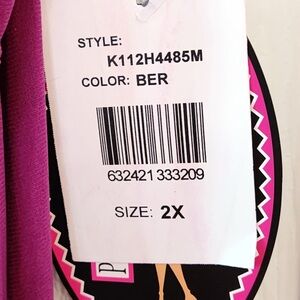 STYLE:
K112H4485M
COLOR: BER
632421 333209
SIZE: 2X
P